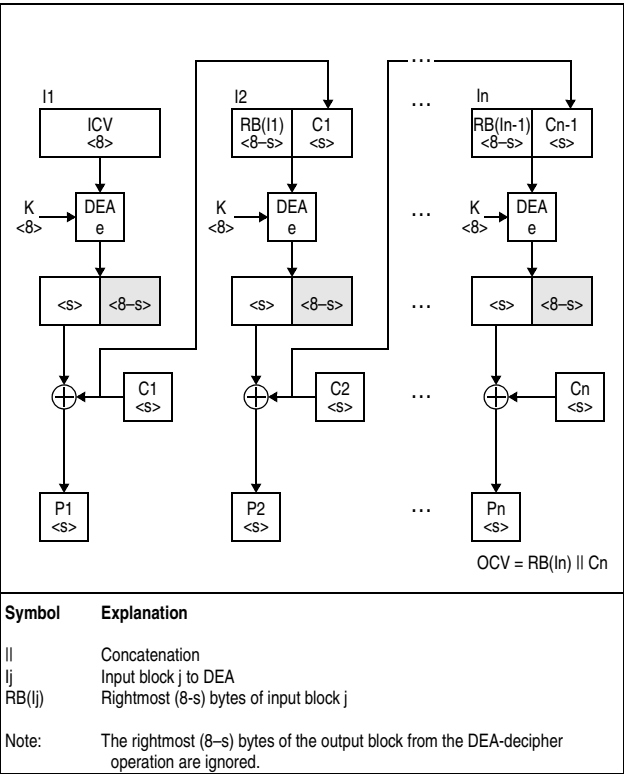 ...
I1 I2 ... In
ICV
<8>
RB(I1)
<8–s>
C1
<s>
RB(In-1)
<8–s>
Cn-1
<s>
K
<8>
DEA
e
K
<8>
DEA
e
...
K
<8>
DEA
e
<s> <8–s> <s> <8–s> ... <s> <8–s>
C1
<s>
C2
<s>
...
Cn
<s>
P1
<s>
P2
<s>
...
Pn
<s>
OCV = RB(In) || Cn
Symbol Explanation
|| Concatenation
Ij Input block j to DEA
RB(Ij) Rightmost (8-s) bytes of input block j
Note: The rightmost (8–s) bytes of the output block from the DEA-decipher
operation are ignored.